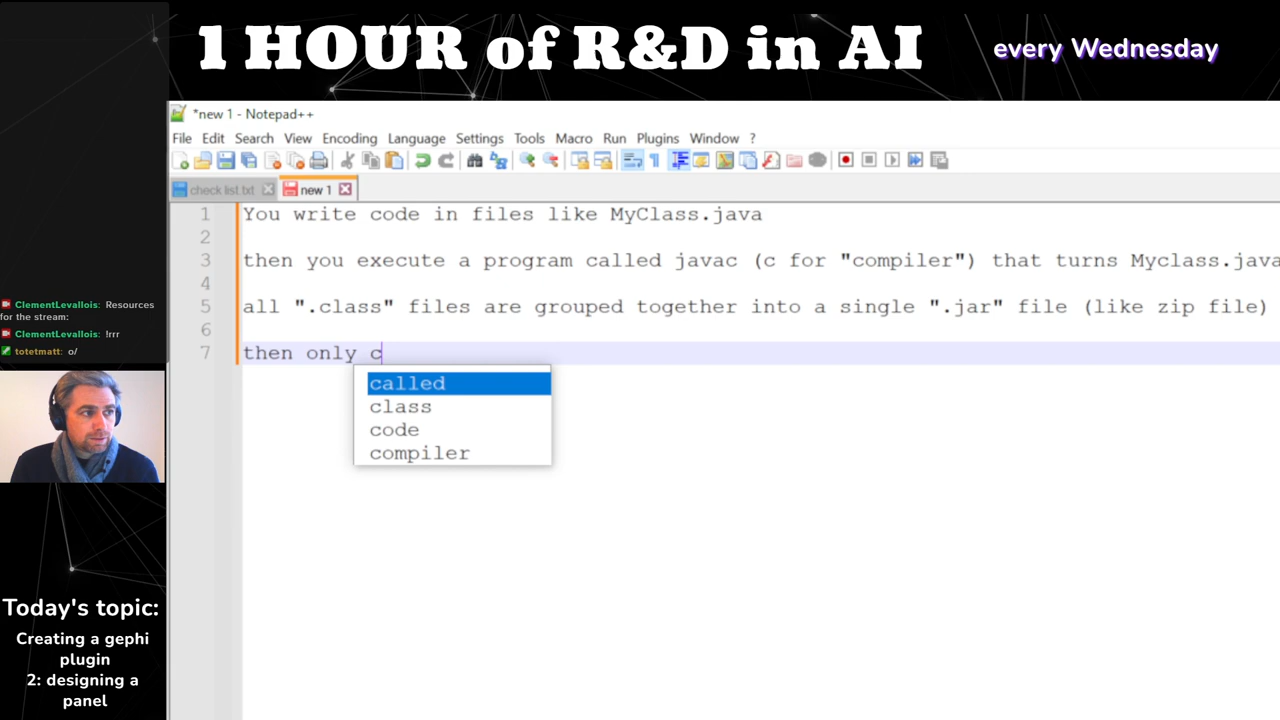 1 HOUR of R&D in AI
every Wednesday
*new 1 - Notepad++
File Edit Search View Encoding Language Settings Tools Macro Run Plugins Window ?
check list.txt
new 1
1 You write code in files like MyClass.java
2
3 then you execute a program called javac (c for "compiler") that turns Myclass.java
4
5 all ".class" files are grouped together into a single ".jar" file (like zip file)
6
7 then only c
called
class
code
compiler
ClementLevallois: Resources
for the stream:
ClementLevallois: !rrr
totetmatt: o/
Today's topic:
Creating a gephi
plugin
2: designing a
panel